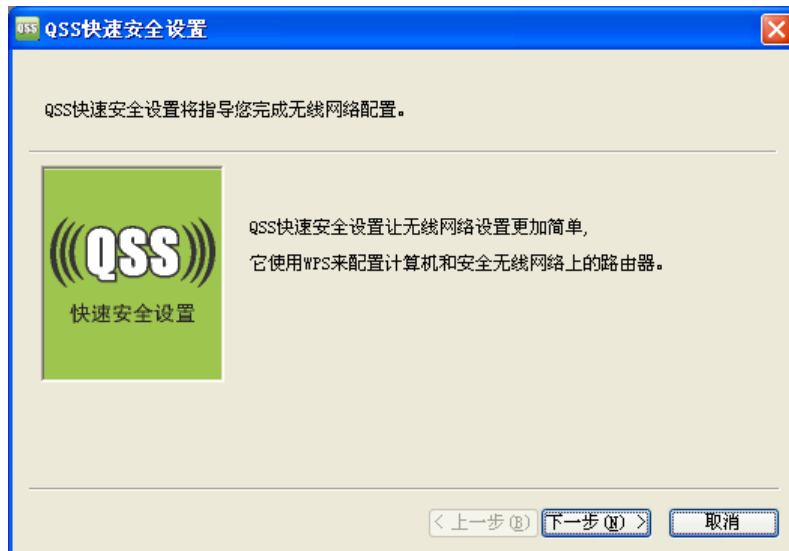 QSS
QSS快速安全设置
QSS快速安全设置将指导您完成无线网络配置。
(((QSS)))
快速安全设置
QSS快速安全设置让无线网络设置更加简单,
它使用WPS来配置计算机和安全无线网络上的路由器。
< 上一步(B)
下一步(N) >
取消